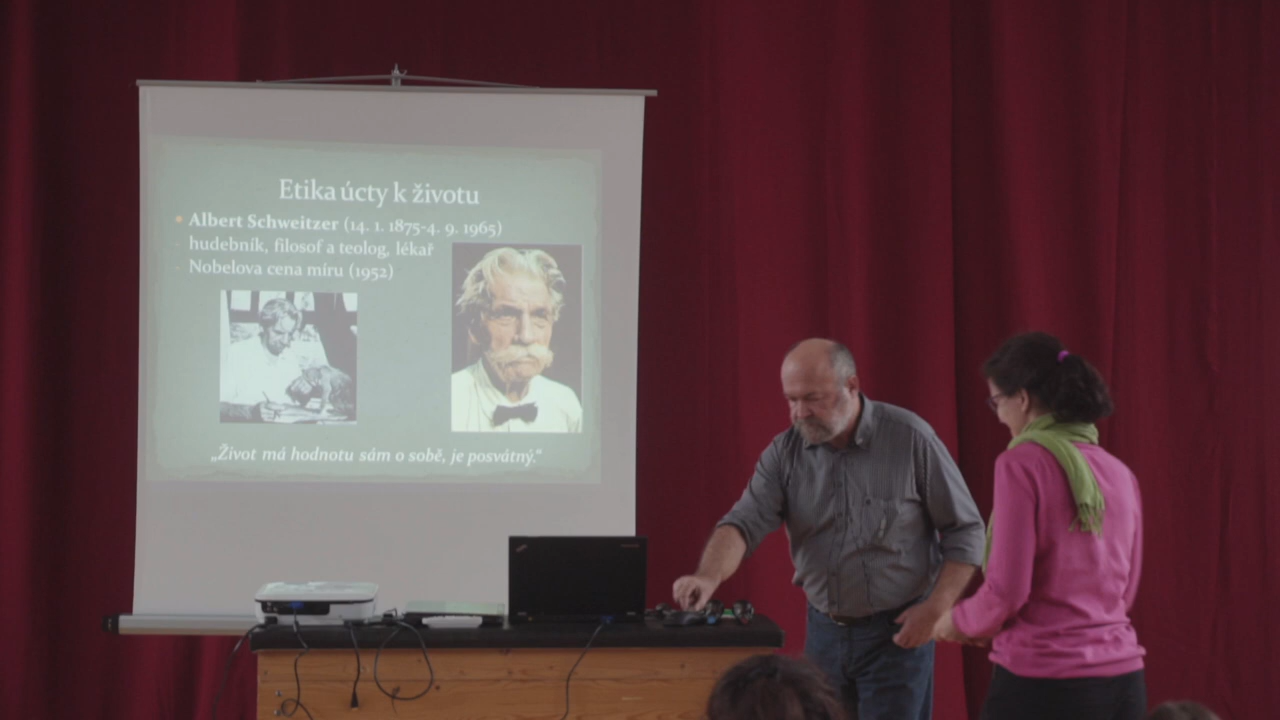 Etika úcty k životu
Albert Schweitzer (14. 1. 1875-4. 9. 1965)
hudebník, filosof a teolog, lékař
Nobelova cena míru (1952)
„Život má hodnotu sám o sobě, je posvátný.“